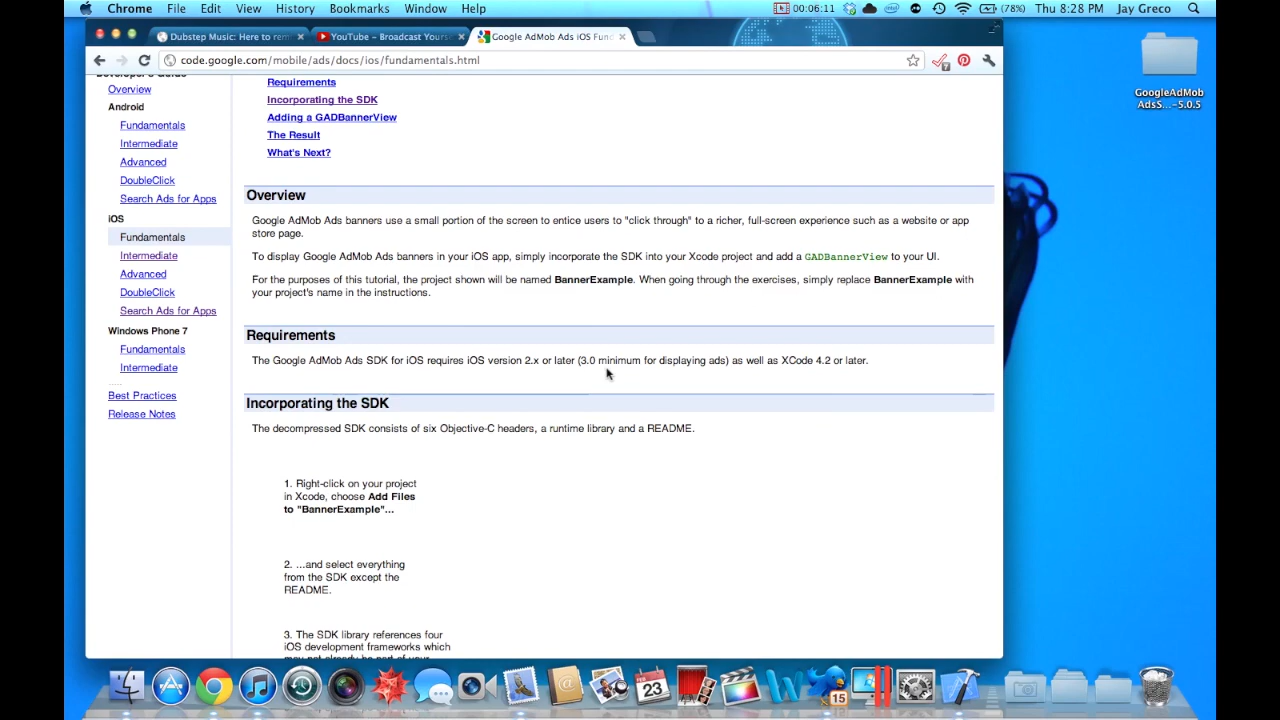 Chrome File Edit View History Bookmarks Window Help 00:06:11 (78%) Thu 8:28 PM Jay Greco
Dubstep Music: Here to rem
YouTube – Broadcast Yours
Google AdMob Ads iOS Fund
code.google.com/mobile/ads/docs/ios/fundamentals.html
Developer's Guide
Overview
Android
Fundamentals
Intermediate
Advanced
DoubleClick
Search Ads for Apps
iOS
Fundamentals
Intermediate
Advanced
DoubleClick
Search Ads for Apps
Windows Phone 7
Fundamentals
Intermediate
Best Practices
Release Notes
Requirements
Incorporating the SDK
Adding a GADBannerView
The Result
What's Next?
Overview
Google AdMob Ads banners use a small portion of the screen to entice users to "click through" to a richer, full-screen experience such as a website or app
store page.
To display Google AdMob Ads banners in your iOS app, simply incorporate the SDK into your Xcode project and add a GADBannerView to your UI.
For the purposes of this tutorial, the project shown will be named BannerExample. When going through the exercises, simply replace BannerExample with
your project's name in the instructions.
Requirements
The Google AdMob Ads SDK for iOS requires iOS version 2.x or later (3.0 minimum for displaying ads) as well as XCode 4.2 or later.
Incorporating the SDK
The decompressed SDK consists of six Objective-C headers, a runtime library and a README.
1. Right-click on your project
in Xcode, choose Add Files
to "BannerExample"...
2. ...and select everything
from the SDK except the
README.
3. The SDK library references four
iOS development frameworks which
may not already be part of your
GoogleAdMob
AdsS...-5.0.5
FEB
23
15